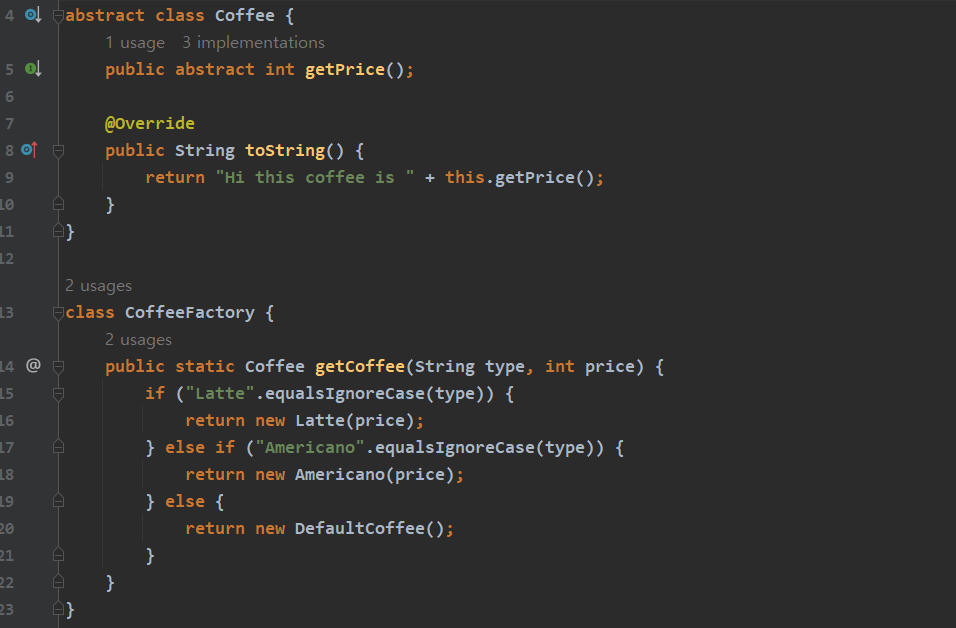 4 abstract class Coffee {
1 usage 3 implementations
5 public abstract int getPrice();
6
7 @Override
8 public String toString() {
9 return "Hi this coffee is " + this.getPrice();
10 }
11 }
12
2 usages
13 class CoffeeFactory {
2 usages
14 @ public static Coffee getCoffee(String type, int price) {
15 if ("Latte".equalsIgnoreCase(type)) {
16 return new Latte(price);
17 } else if ("Americano".equalsIgnoreCase(type)) {
18 return new Americano(price);
19 } else {
20 return new DefaultCoffee();
21 }
22 }
23 }